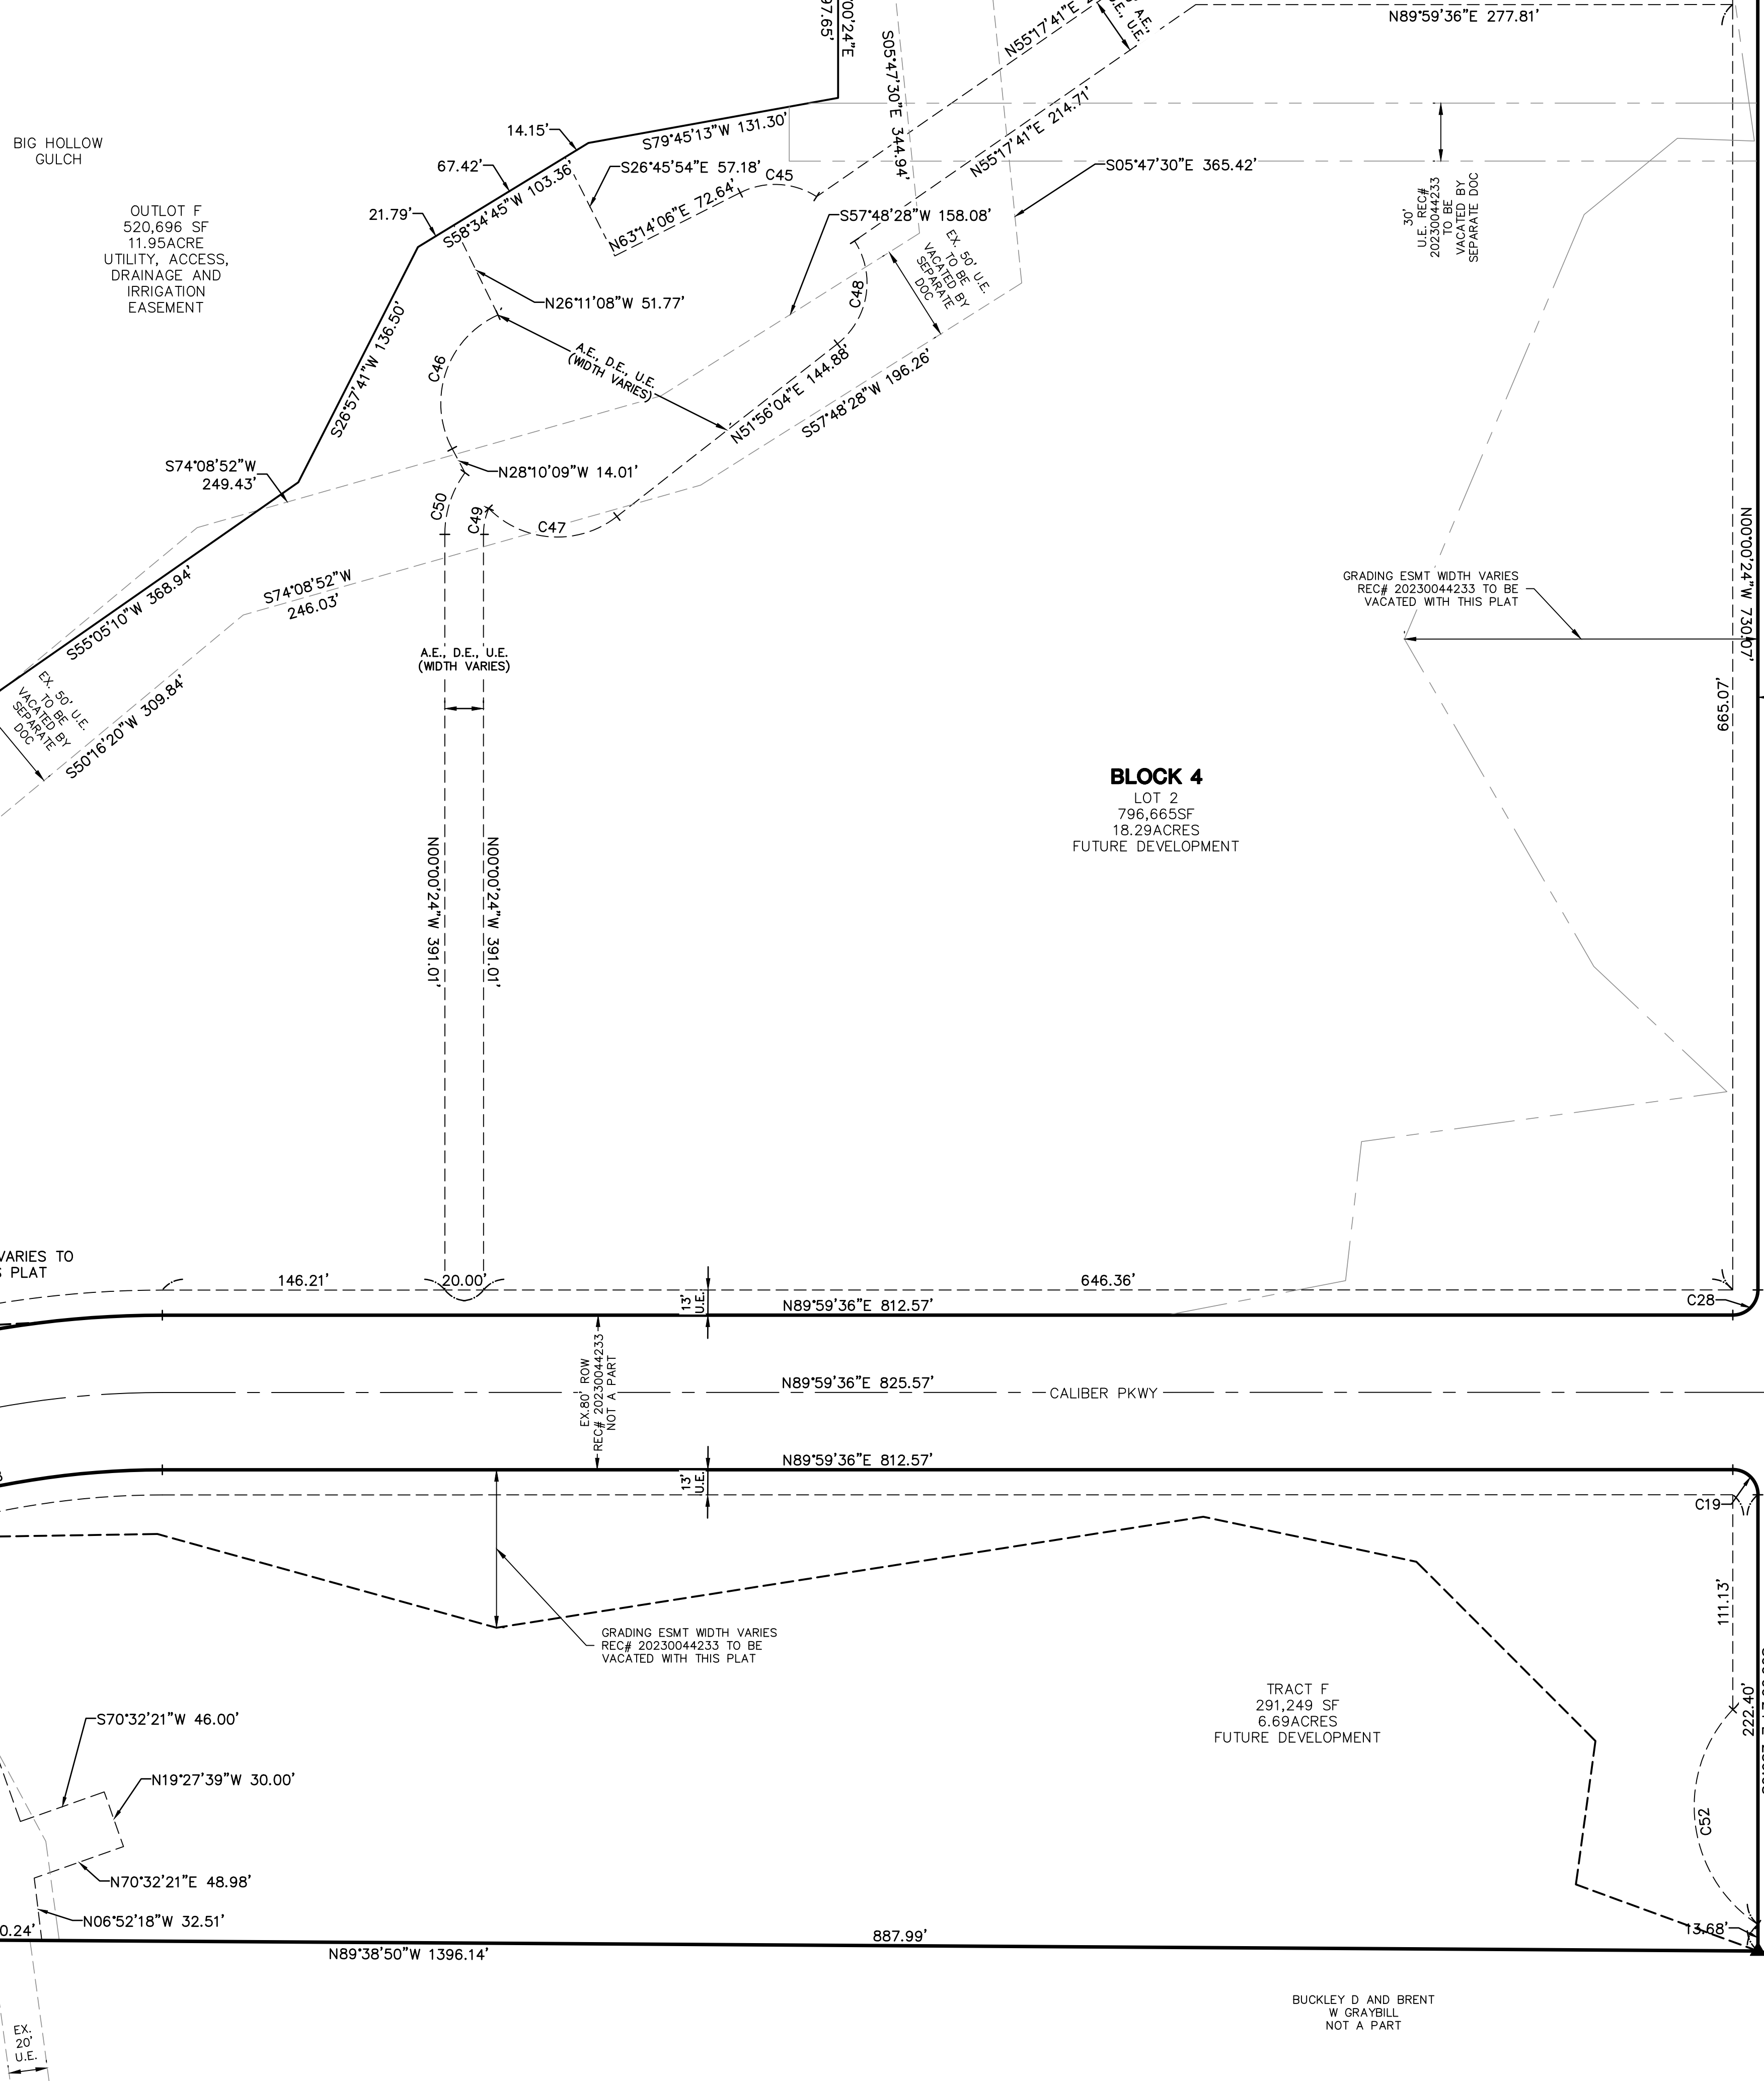 97.65'
00'24"E
N55°17'41"E
A.E.,
U.E.
N89°59'36"E 277.81'
S05°47'30"E 344.94'
BIG HOLLOW
GULCH
14.15'
S79°45'13"W 131.30'
67.42'
S58°34'45"W 103.36'
S26°45'54"E 57.18'
C45
N55°17'41"E 214.71'
S05°47'30"E 365.42'
30'
U.E. REC#
20230044233
TO BE
VACATED BY
SEPARATE DOC
OUTLOT F
520,696 SF
11.95ACRE
UTILITY, ACCESS,
DRAINAGE AND
IRRIGATION
EASEMENT
21.79'
N63°14'06"E 72.64'
S57°48'28"W 158.08'
EX. 50' U.E.
TO BE
VACATED BY
SEPARATE
DOC
N26°11'08"W 51.77'
C48
S26°57'41"W 136.50'
C46
A.E., D.E., U.E.
(WIDTH VARIES)
N51°56'04"E 144.88'
S57°48'28"W 196.26'
S74°08'52"W
249.43'
N28°10'09"W 14.01'
C50
C49
C47
N00°00'24"W 730.07'
S55°05'10"W 368.94'
S74°08'52"W
246.03'
GRADING ESMT WIDTH VARIES
REC# 20230044233 TO BE
VACATED WITH THIS PLAT
A.E., D.E., U.E.
(WIDTH VARIES)
665.07'
EX. 50' U.E.
TO BE
VACATED BY
SEPARATE
DOC
S50°16'20"W 309.84'
BLOCK 4
LOT 2
796,665SF
18.29ACRES
FUTURE DEVELOPMENT
N00°00'24"W 391.01'
N00°00'24"W 391.01'
VARIES TO
PLAT
146.21'
20.00'
646.36'
13'
U.E.
N89°59'36"E 812.57'
C28
EX.80' ROW
REC# 20230044233
NOT A PART
N89°59'36"E 825.57'
CALIBER PKWY
N89°59'36"E 812.57'
13'
U.E.
C19
111.13'
GRADING ESMT WIDTH VARIES
REC# 20230044233 TO BE
VACATED WITH THIS PLAT
TRACT F
291,249 SF
6.69ACRES
FUTURE DEVELOPMENT
222.40'
S70°32'21"W 46.00'
N19°27'39"W 30.00'
C52
N70°32'21"E 48.98'
N06°52'18"W 32.51'
0.24'
887.99'
13.68'
N89°38'50"W 1396.14'
BUCKLEY D AND BRENT
W GRAYBILL
NOT A PART
EX.
20'
U.E.